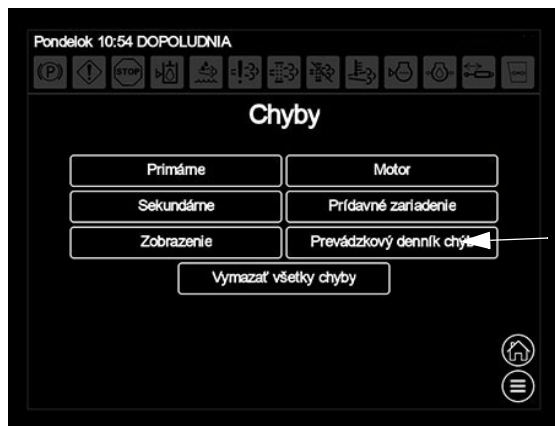 Pondelok 10:54 DOPOLUDNIA
(P) STOP
Chyby
Primárne Motor
Sekundárne Prídavné zariadenie
Zobrazenie Prevádzkový denník
Vymazať všetky chyby